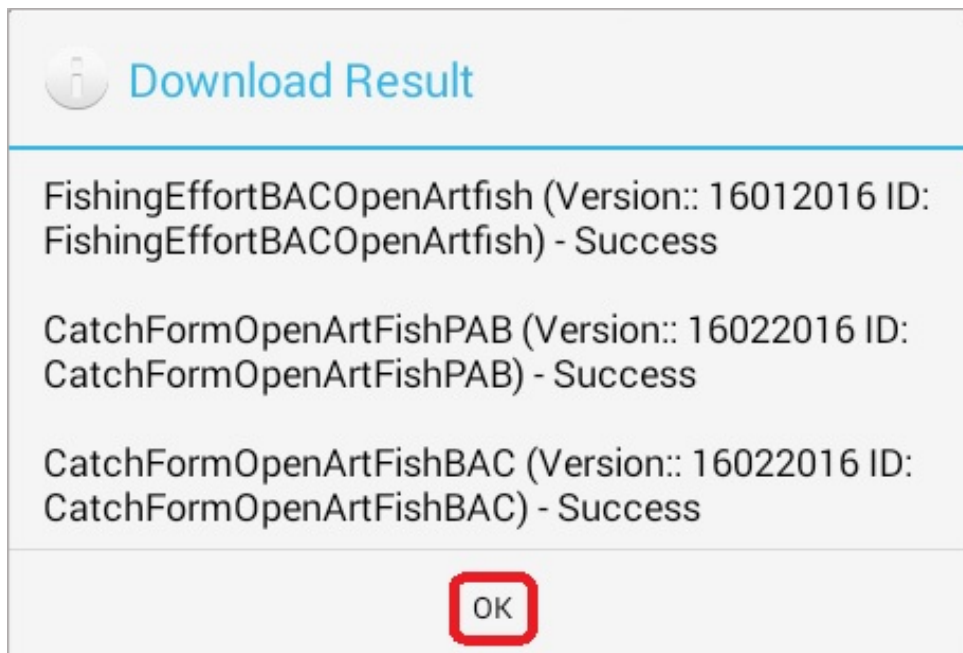 Download Result
FishingEffortBACOpenArtfish (Version:: 16012016 ID:
FishingEffortBACOpenArtfish) - Success
CatchFormOpenArtFishPAB (Version:: 16022016 ID:
CatchFormOpenArtFishPAB) - Success
CatchFormOpenArtFishBAC (Version:: 16022016 ID:
CatchFormOpenArtFishBAC) - Success
OK